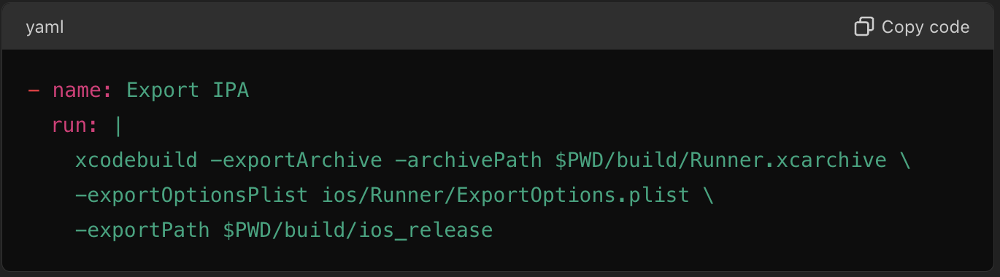 yaml
Copy code
- name: Export IPA
run: |
xcodebuild -exportArchive -archivePath $PWD/build/Runner.xcarchive \
-exportOptionsPlist ios/Runner/ExportOptions.plist \
-exportPath $PWD/build/ios_release